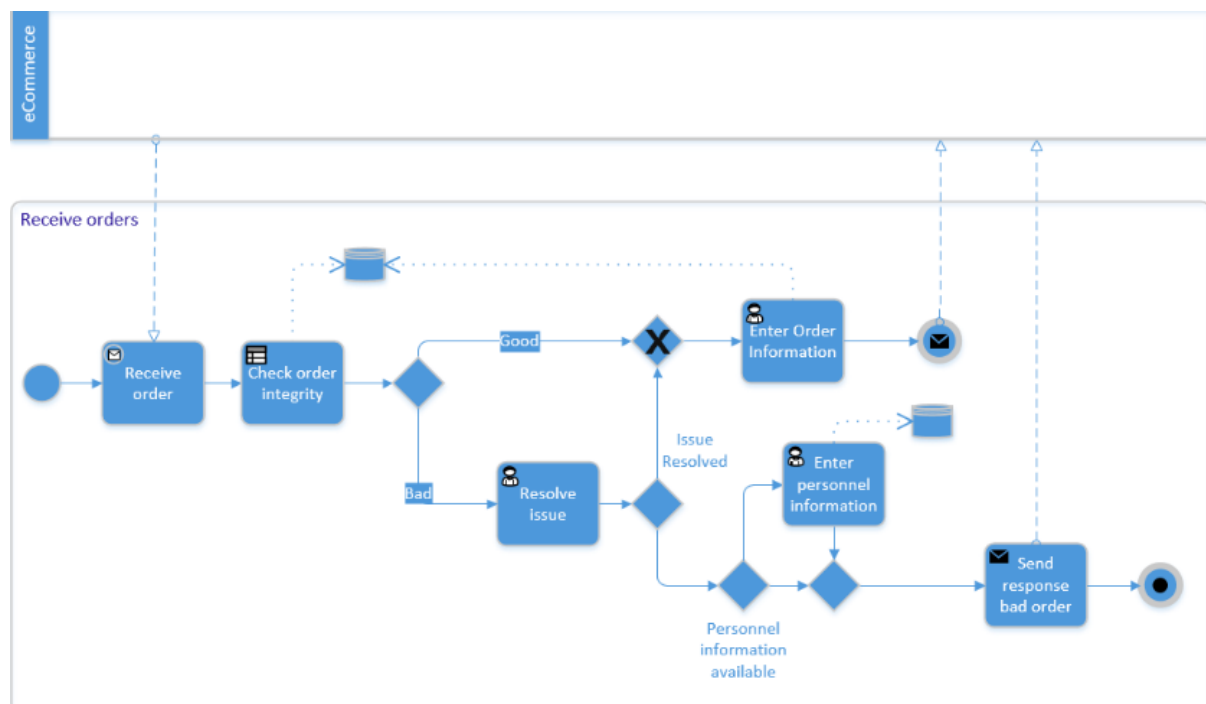 eCommerce
Receive orders
Receive
order
Check order
integrity
Good
Bad
Enter Order
Information
Issue
Resolved
Resolve
issue
Enter
personnel
information
Personnel
information
available
Send
response
bad order